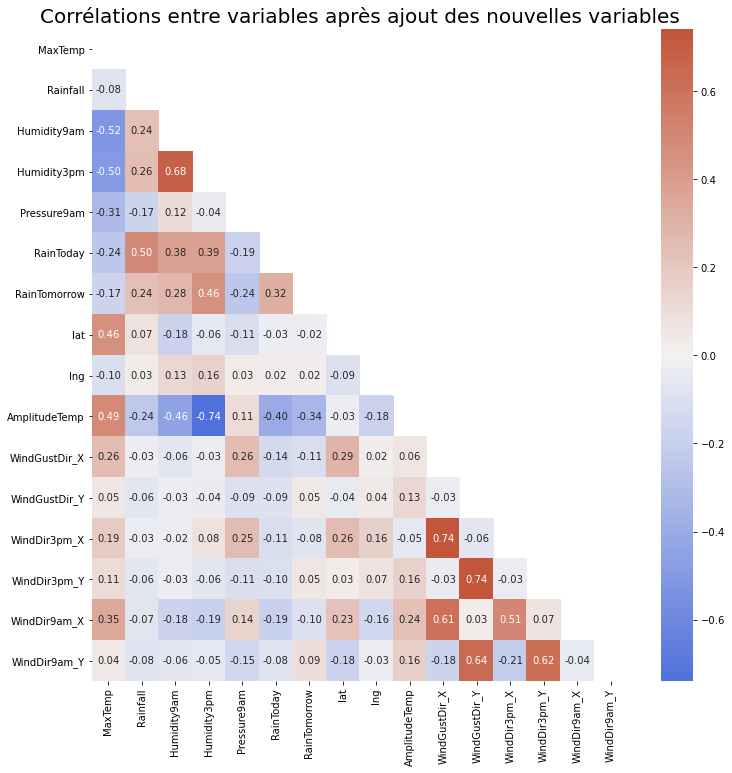 Corrélations entre variables après ajout des nouvelles variables
MaxTemp
Rainfall -0.08
Humidity9am -0.52 0.24
Humidity3pm -0.50 0.26 0.68
Pressure9am -0.31 -0.17 0.12 -0.04
RainToday -0.24 0.50 0.38 0.39 -0.19
RainTomorrow -0.17 0.24 0.28 0.46 -0.24 0.32
lat 0.46 0.07 -0.18 -0.06 -0.11 -0.03 -0.02
lng -0.10 0.03 0.13 0.16 0.03 0.02 0.02 -0.09
AmplitudeTemp 0.49 -0.24 -0.46 -0.74 0.11 -0.40 -0.34 -0.03 -0.18
WindGustDir_X 0.26 -0.03 -0.06 -0.03 0.26 -0.14 -0.11 0.29 0.02 0.06
WindGustDir_Y 0.05 -0.06 -0.03 -0.04 -0.09 -0.09 0.05 -0.04 0.04 0.13 -0.03
WindDir3pm_X 0.19 -0.03 -0.02 0.08 0.25 -0.11 -0.08 0.26 0.16 -0.05 0.74 -0.06
WindDir3pm_Y 0.11 -0.06 -0.03 -0.06 -0.11 -0.10 0.05 0.03 0.07 0.16 -0.03 0.74 -0.03
WindDir9am_X 0.35 -0.07 -0.18 -0.19 0.14 -0.19 -0.10 0.23 -0.16 0.24 0.61 0.03 0.51 0.07
WindDir9am_Y 0.04 -0.08 -0.06 -0.05 -0.15 -0.08 0.09 -0.18 -0.03 0.16 -0.18 0.64 -0.21 0.62 -0.04
MaxTemp Rainfall Humidity9am Humidity3pm Pressure9am RainToday RainTomorrow lat lng AmplitudeTemp WindGustDir_X WindGustDir_Y WindDir3pm_X WindDir3pm_Y WindDir9am_X WindDir9am_Y
0.6
0.4
0.2
0.0
−0.2
−0.4
−0.6